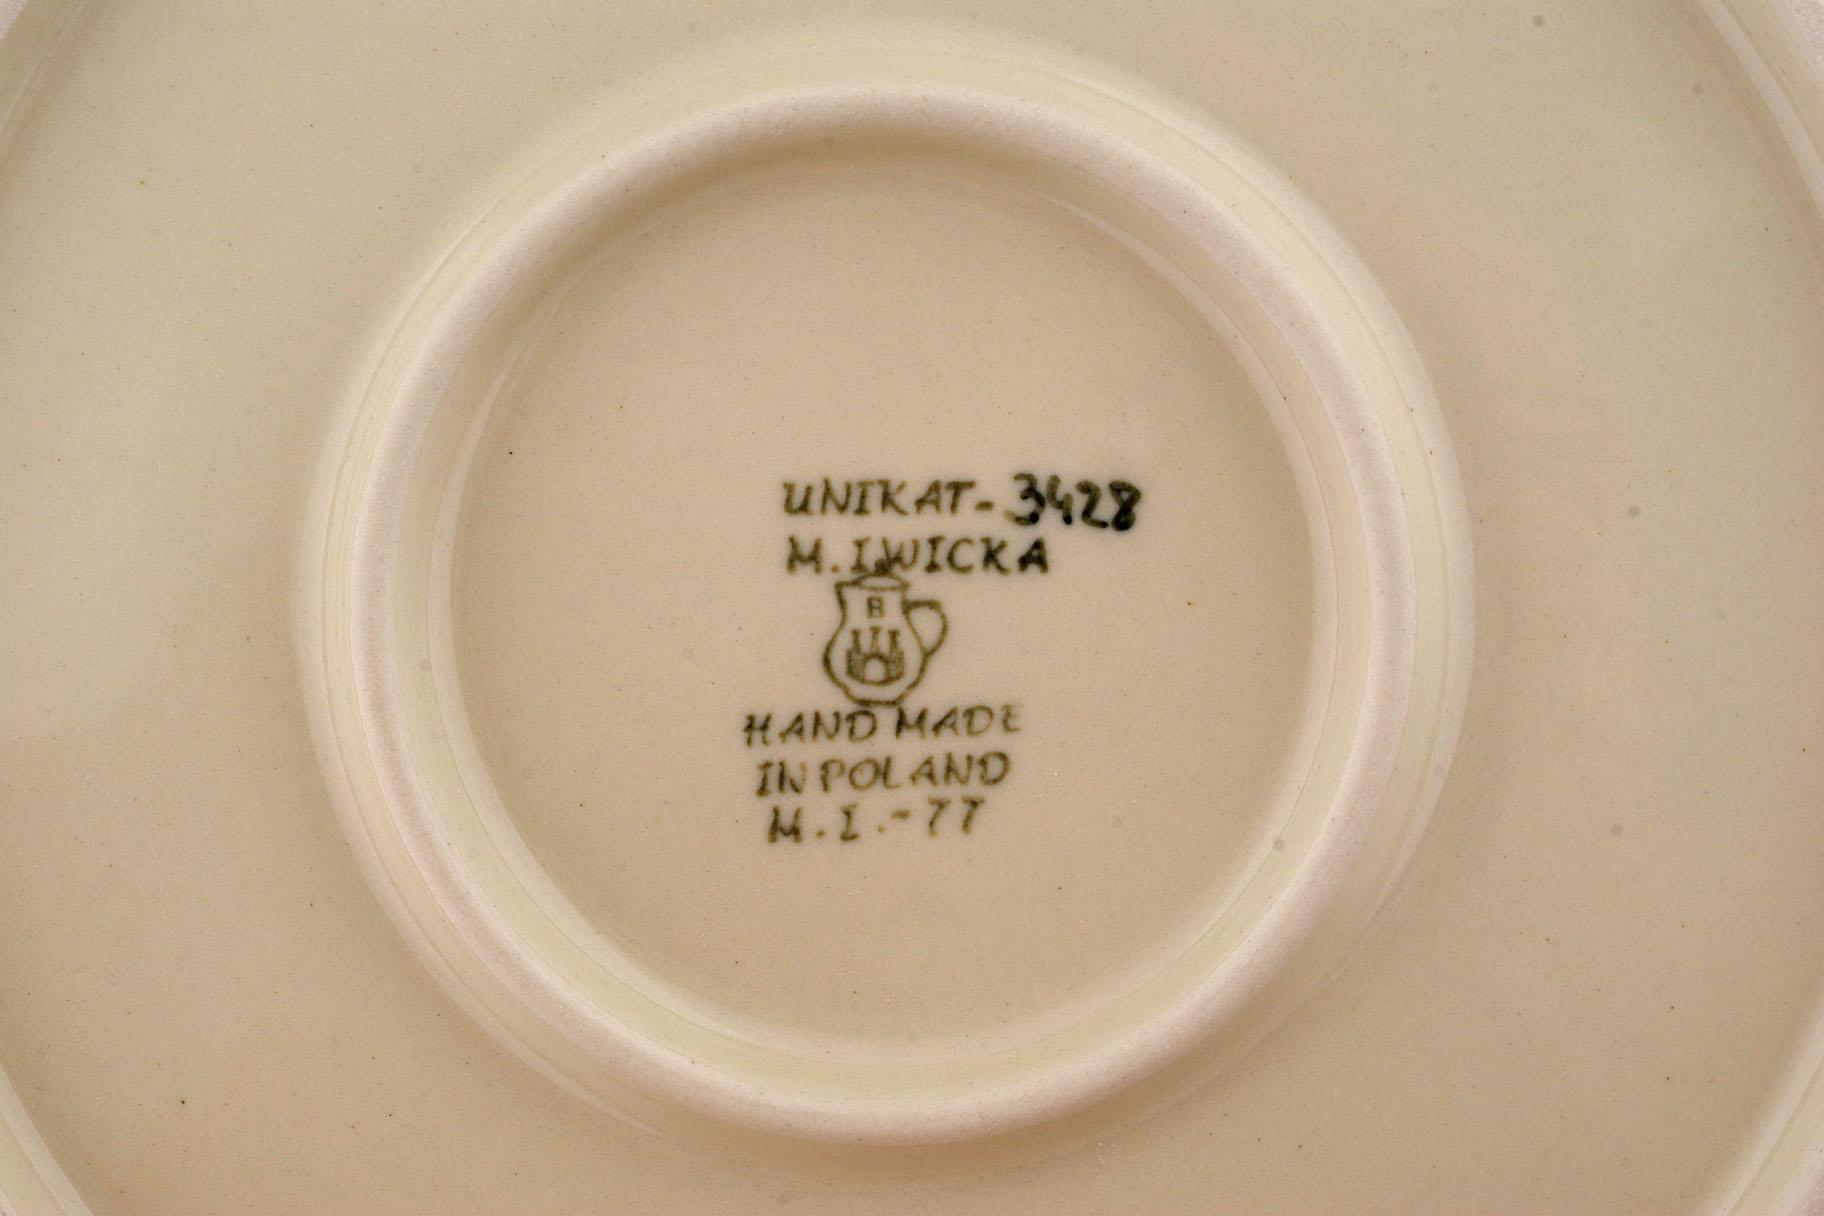 UNIKAT-3428
M.IWICKA
B
HAND MADE
IN POLAND
M.I.-77